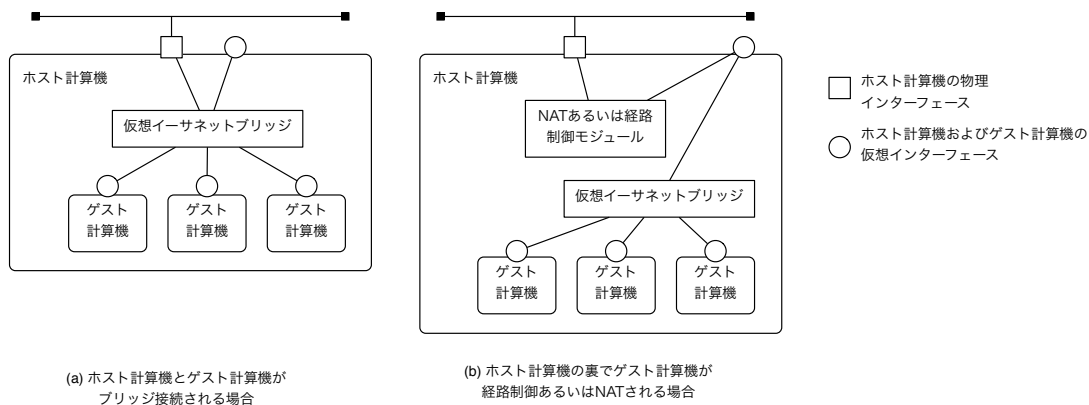 ホスト計算機
仮想イーサネットブリッジ
ゲスト
計算機
ゲスト
計算機
ゲスト
計算機
(a) ホスト計算機とゲスト計算機が
ブリッジ接続される場合
ホスト計算機
NATあるいは経路
制御モジュール
仮想イーサネットブリッジ
ゲスト
計算機
ゲスト
計算機
ゲスト
計算機
(b) ホスト計算機の裏でゲスト計算機が
経路制御あるいはNATされる場合
ホスト計算機の物理
インターフェース
ホスト計算機およびゲスト計算機の
仮想インターフェース